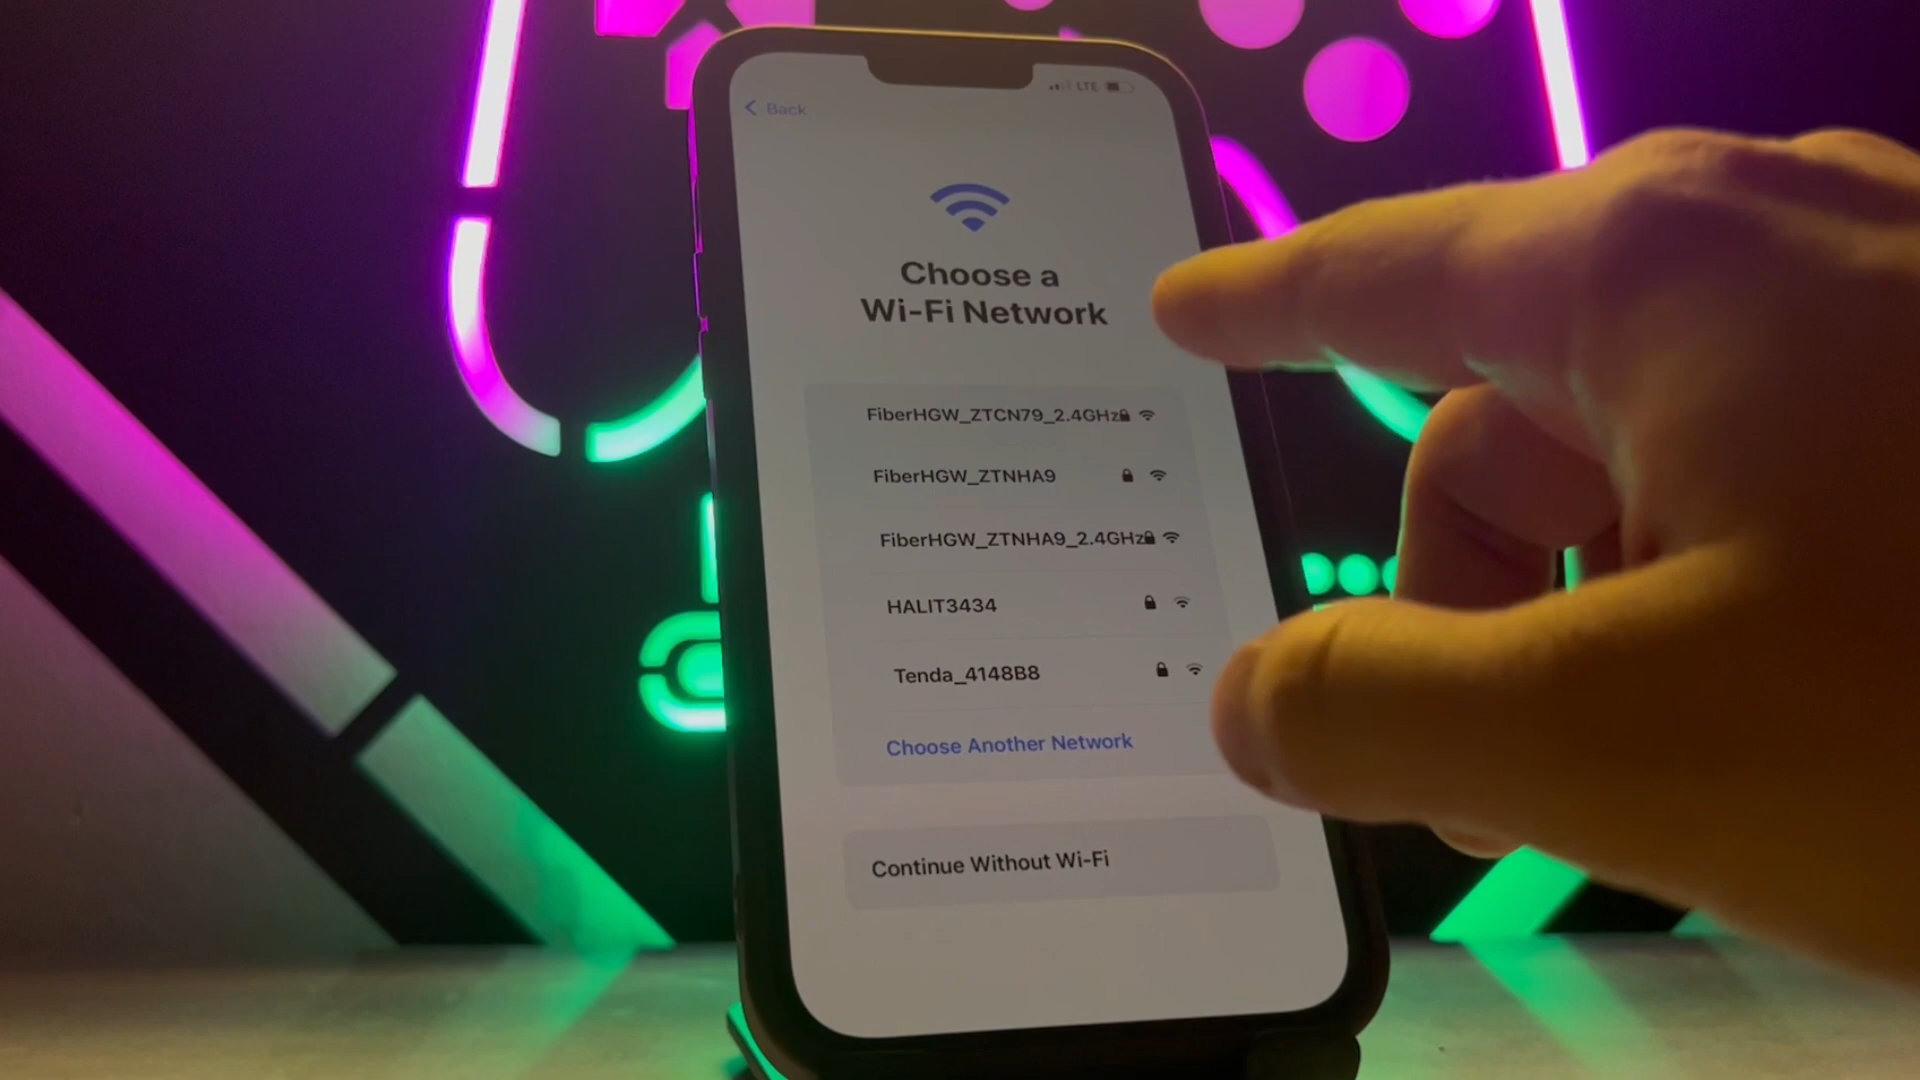 LTE
Back
Choose a
Wi-Fi Network
FiberHGW_ZTCN79_2.4GHz
FiberHGW_ZTNHA9
FiberHGW_ZTNHA9_2.4GHz
HALIT3434
Tenda_4148B8
Choose Another Network
Continue Without Wi-Fi